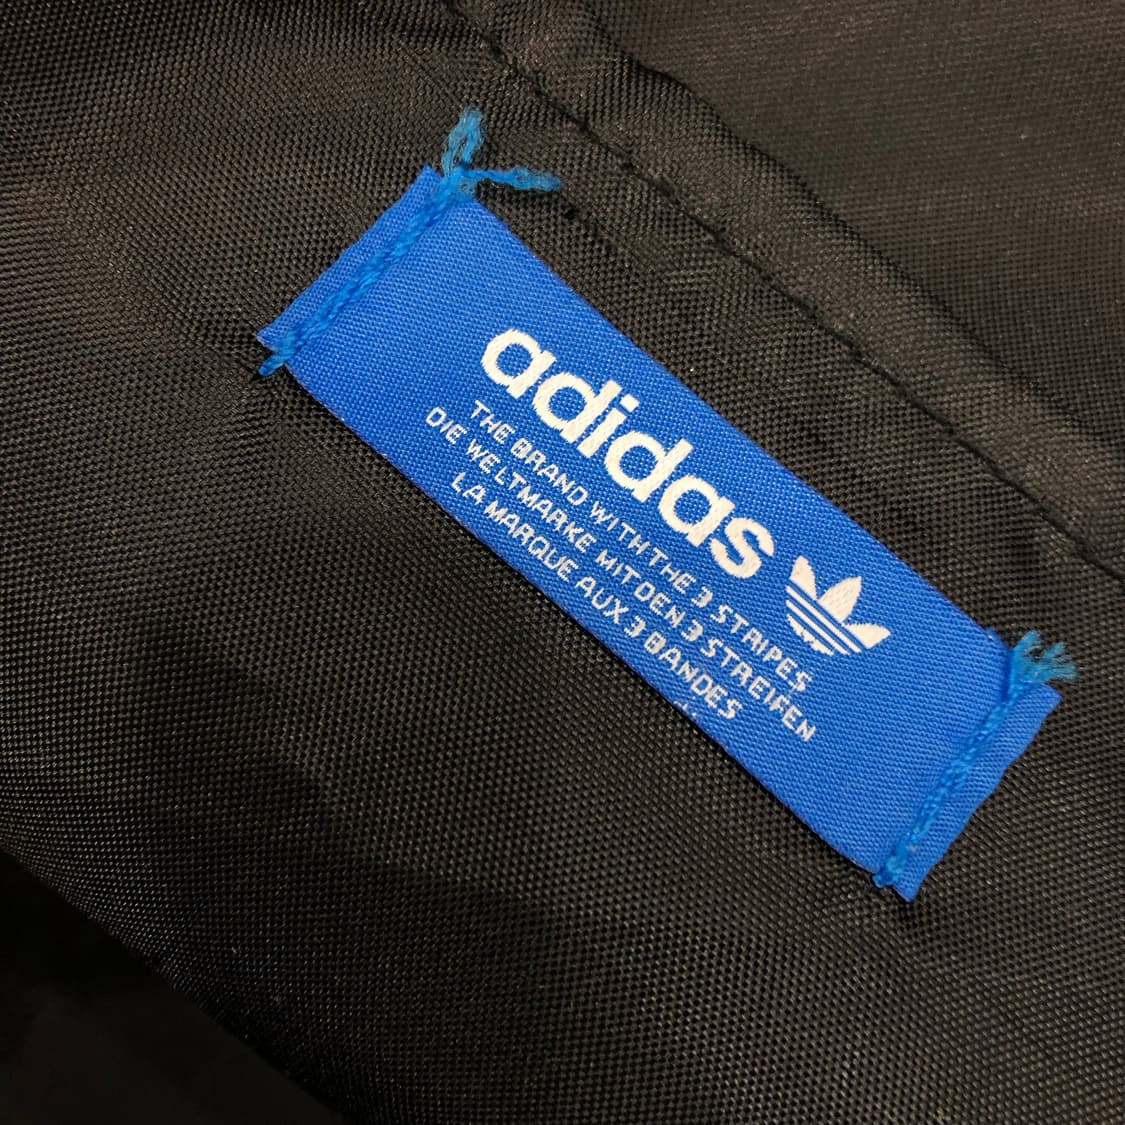 adidas
THE BRAND WITH THE 3 STRIPES
DIE WELTMARKE MIT DEN 3 STREIFEN
LA MARQUE AUX 3 BANDES